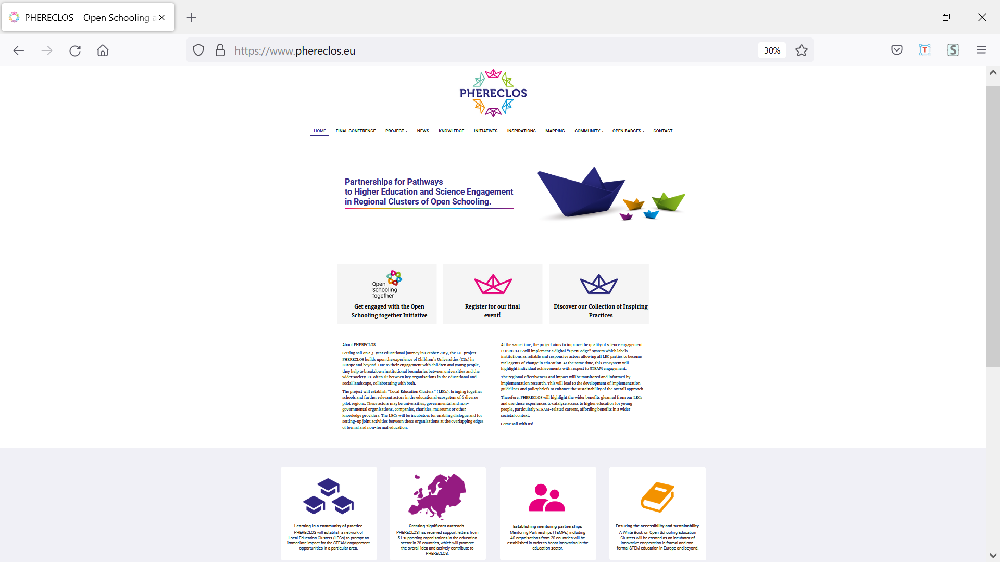 PHERECLOS – Open Schooling a
https://www.phereclos.eu
30%
T
S
PHERECLOS
HOME FINAL CONFERENCE PROJECT NEWS KNOWLEDGE INITIATIVES INSPIRATIONS MAPPING COMMUNITY OPEN BADGES CONTACT
Partnerships for Pathways
to Higher Education and Science Engagement
in Regional Clusters of Open Schooling.
Open
Schooling
together
Get engaged with the Open
Schooling together Initiative
Register for our final
event!
Discover our Collection of Inspiring
Practices
About PHERECLOS
Setting sail on a 3-year educational journey in October 2019, the EU-project
PHERECLOS builds upon the experience of Children's Universities (CUs) in
Europe and beyond. Due to their engagement with children and young people,
they help to breakdown institutional boundaries between universities and the
wider society. CU often sit between key organisations in the educational and
social landscape, collaborating with both.
The project will establish “Local Education Clusters” (LECs), bringing together
schools and further relevant actors in the educational ecosystem of 6 diverse
pilot regions. These actors may be universities, governmental and non-
governmental organisations, companies, charities, museums or other
knowledge providers. The LECs will be incubators for enabling dialogue and for
setting-up joint activities between these organisations at the overlapping edges
of formal and non-formal education.
At the same time, the project aims to improve the quality of science engagement.
PHERECLOS will implement a digital “OpenBadge” system which labels
institutions as reliable and responsive actors allowing all LEC parties to become
real agents of change in education. At the same time, this ecosystem will
highlight individual achievements with respect to STEAM engagement.
The regional effectiveness and impact will be monitored and informed by
implementation research. This will lead to the development of implementation
guidelines and policy briefs to enhance the sustainability of the overall approach.
Therefore, PHERECLOS will highlight the wider benefits gleamed from our LECs
and use these experiences to catalyse access to higher education for young
people, particularly STEAM-related careers, affording benefits in a wider
societal context.
Come sail with us!
Learning in a community of practice
PHERECLOS will establish a network of
Local Education Clusters (LECs) to prompt an
immediate impact for the STEAM engagement
opportunities in a particular area.
Creating significant outreach
PHERECLOS has received support letters from
51 supporting organisations in the education
sector in 28 countries, which will promote
the overall idea and actively contribute to
PHERECLOS.
Establishing mentoring partnerships
Mentoring Partnerships (TEMPs) including
40 organisations from 20 countries will be
established in order to boost innovation in the
education sector.
Ensuring the accessibility and sustainability
A White Book on Open Schooling Education
Clusters will be created as an incubator of
innovative cooperation in formal and non-
formal STEM education in Europe and beyond.